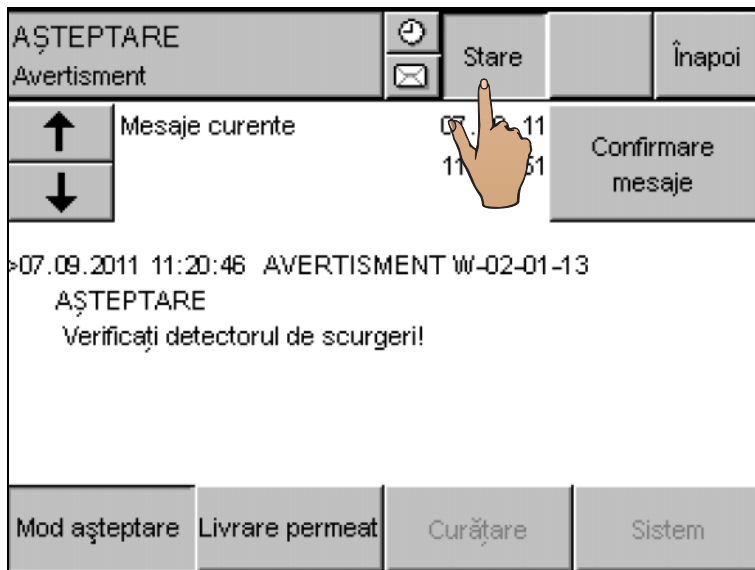 AȘTEPTARE
Avertisment
Stare
Înapoi
Mesaje curente
Confirmare
mesaje
>07.09.2011 11:20:46 AVERTISMENT W-02-01-13
AȘTEPTARE
Verificați detectorul de scurgeri!
Mod așteptare
Livrare permeat
Curățare
Sistem